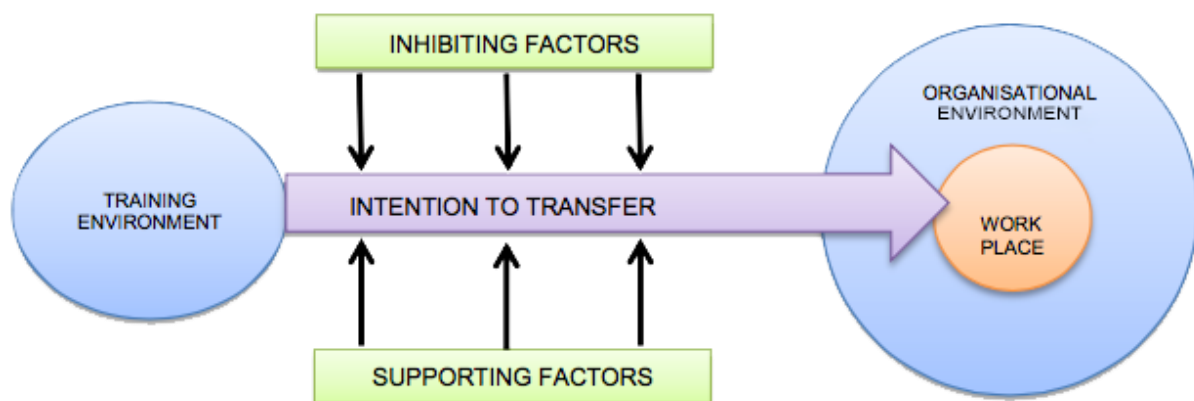 INHIBITING FACTORS
ORGANISATIONAL
ENVIRONMENT
TRAINING
ENVIRONMENT
INTENTION TO TRANSFER
WORK
PLACE
SUPPORTING FACTORS